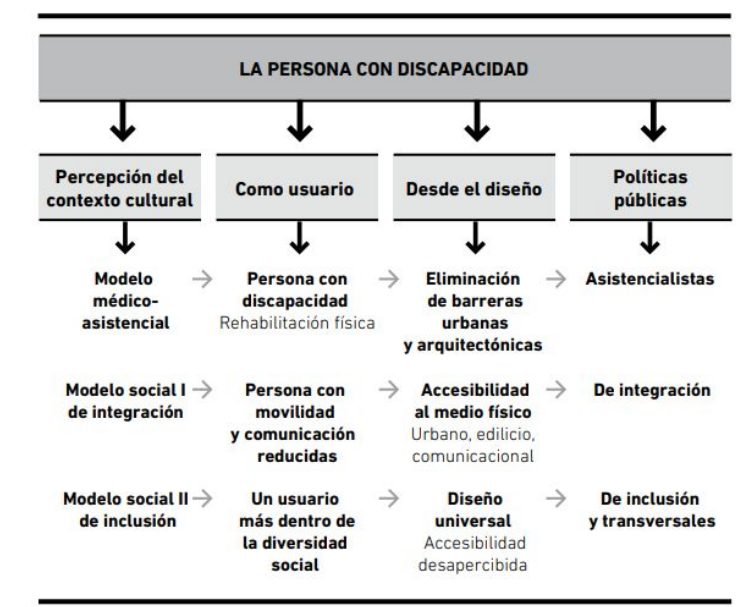 LA PERSONA CON DISCAPACIDAD
Percepción del
contexto cultural
Como usuario
Desde el diseño
Políticas
públicas
Modelo
médico-
asistencial
Persona con
discapacidad
Rehabilitación física
Eliminación
de barreras
urbanas
y arquitectónicas
Asistencialistas
Modelo social I
de integración
Persona con
movilidad
y comunicación
reducidas
Accesibilidad
al medio físico
Urbano, edilicio,
comunicacional
De integración
Modelo social II
de inclusión
Un usuario
más dentro de
la diversidad
social
Diseño
universal
Accesibilidad
desapercibida
De inclusión
y transversales